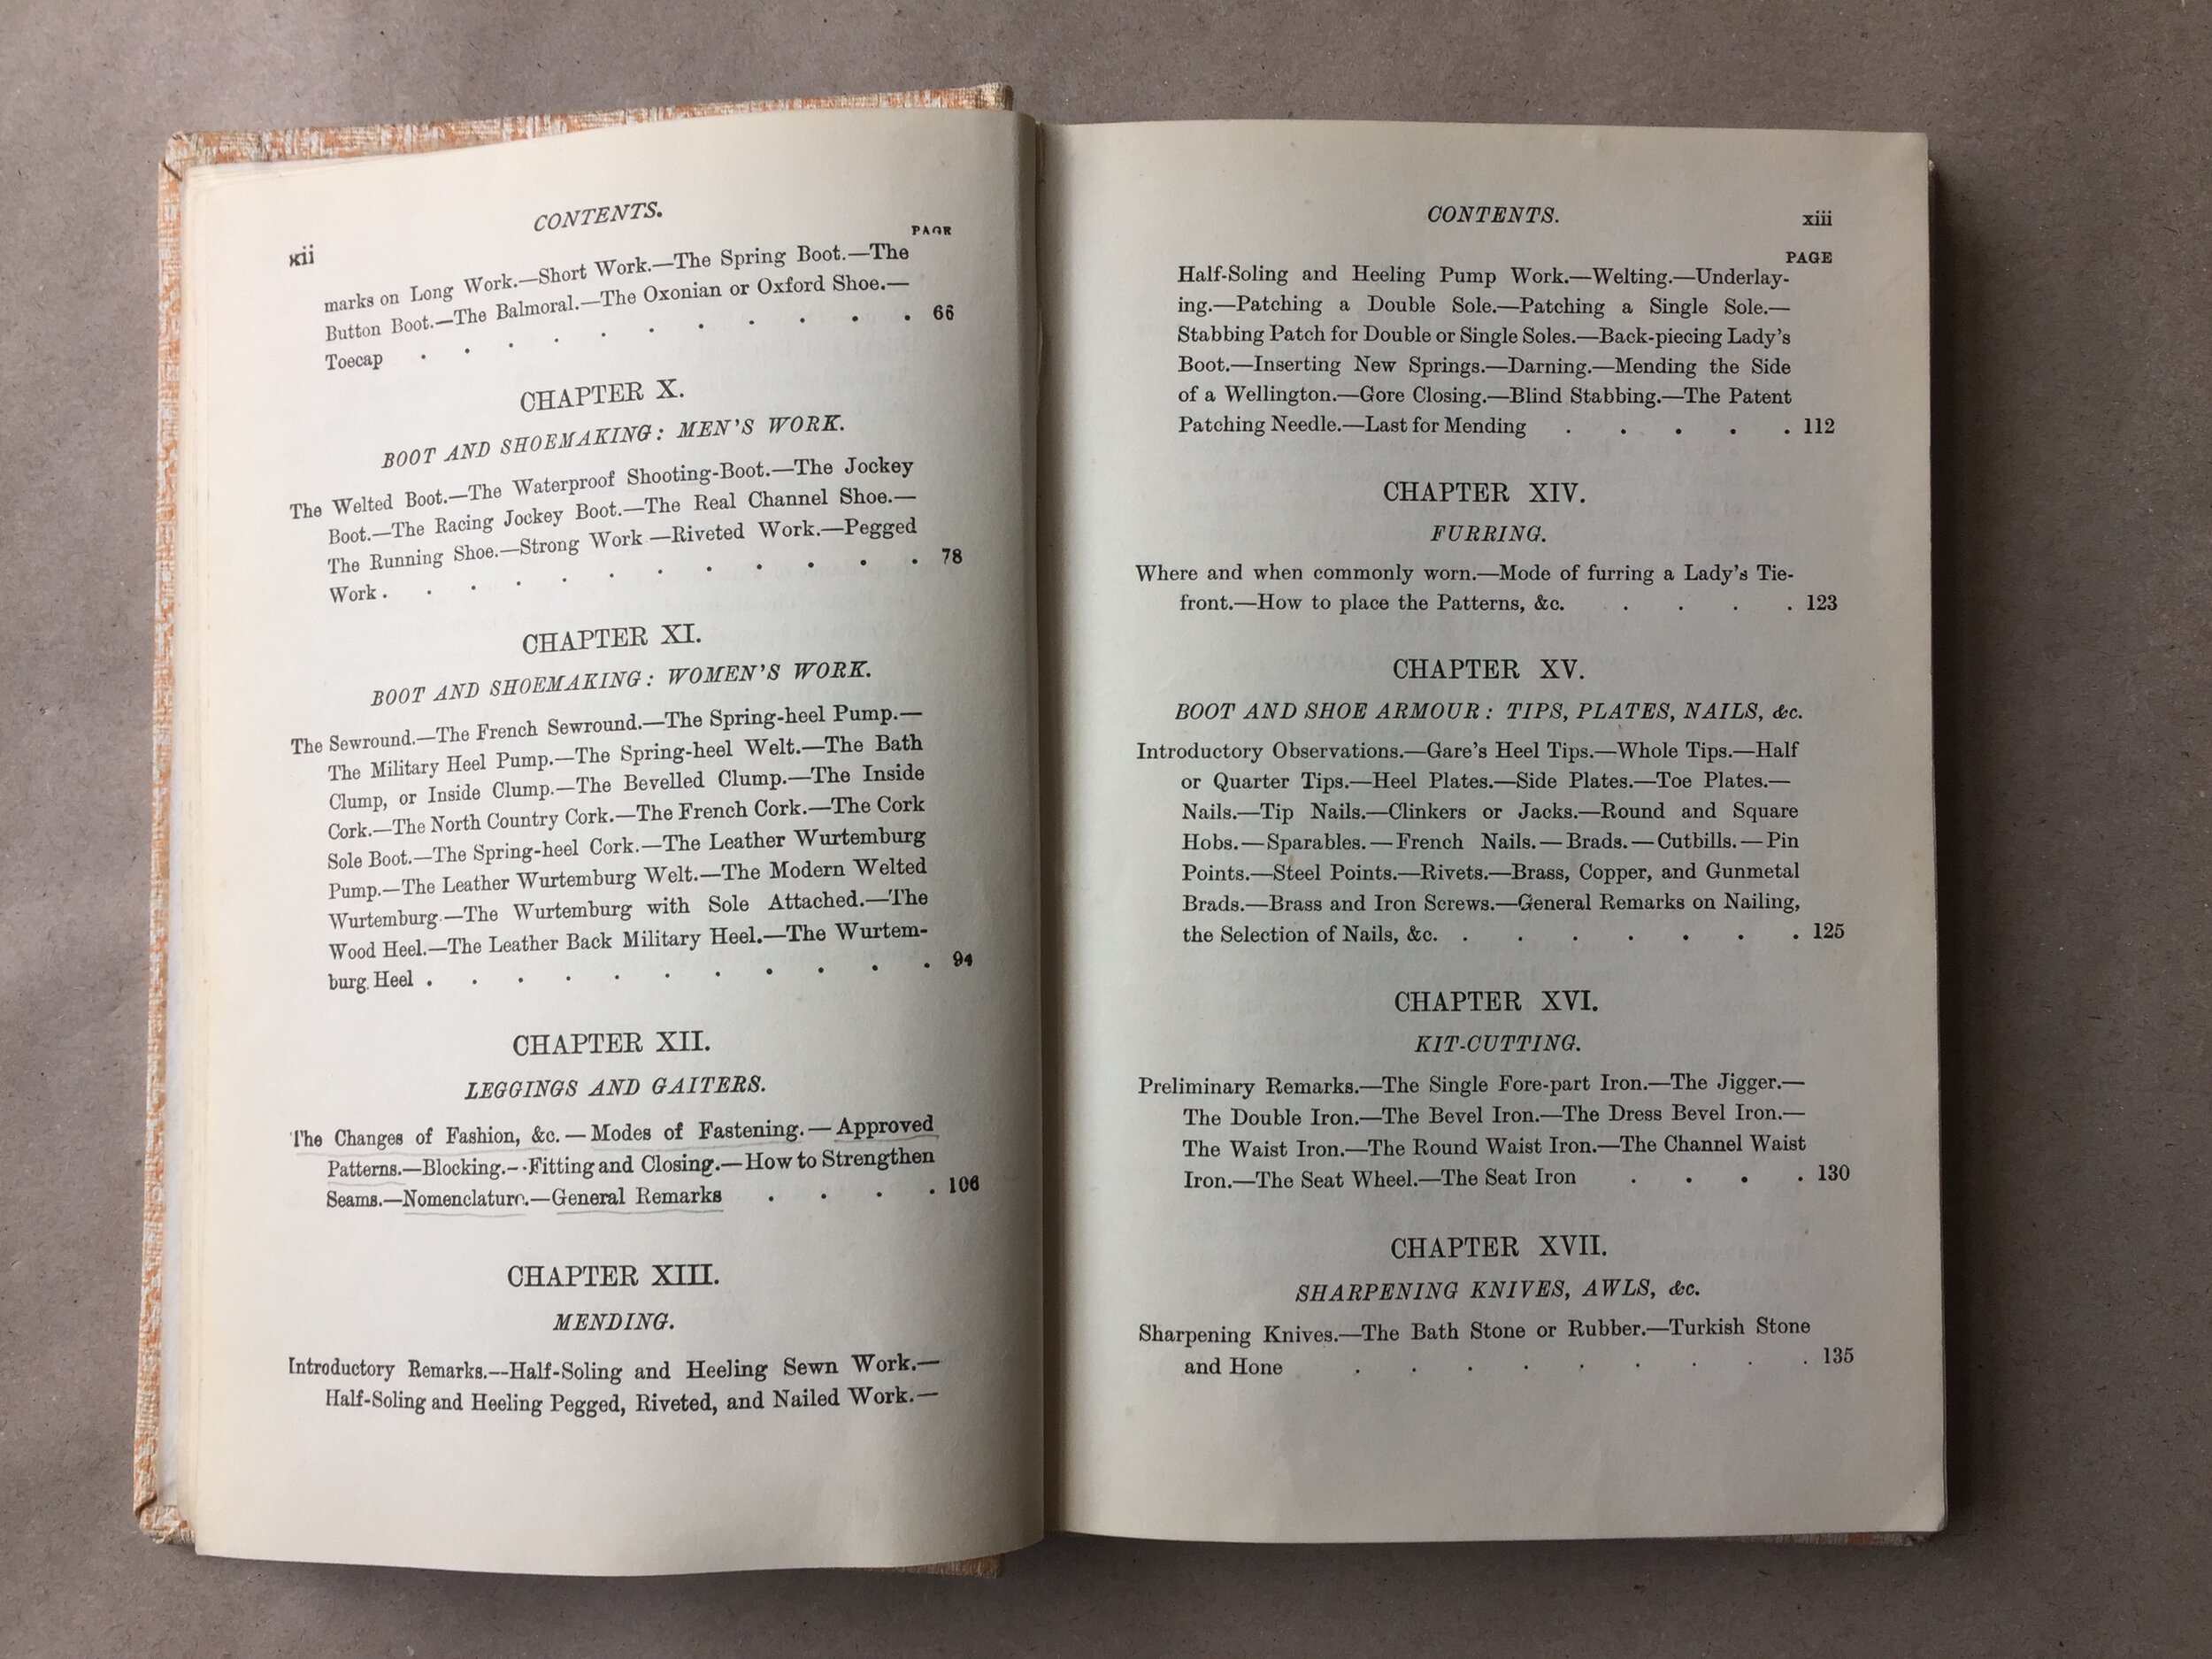 xii
CONTENTS.
PAGE
marks on Long Work.—Short Work.—The Spring Boot.—The
Button Boot.—The Balmoral.—The Oxonian or Oxford Shoe.—
Toecap . . . . . . . . . . . 66
CHAPTER X.
BOOT AND SHOEMAKING: MEN'S WORK.
The Welted Boot.—The Waterproof Shooting-Boot.—The Jockey
Boot.—The Racing Jockey Boot.—The Real Channel Shoe.—
The Running Shoe.—Strong Work —Riveted Work.—Pegged
Work . . . . . . . . . . . . 78
CHAPTER XI.
BOOT AND SHOEMAKING: WOMEN'S WORK.
The Sewround.—The French Sewround.—The Spring-heel Pump.—
The Military Heel Pump.—The Spring-heel Welt.—The Bath
Clump, or Inside Clump.—The Bevelled Clump.—The Inside
Cork.—The North Country Cork.—The French Cork.—The Cork
Sole Boot.—The Spring-heel Cork.—The Leather Wurtemburg
Pump.—The Leather Wurtemburg Welt.—The Modern Welted
Wurtemburg.—The Wurtemburg with Sole Attached.—The
Wood Heel.—The Leather Back Military Heel.—The Wurtem-
burg Heel . . . . . . . . . . . 94
CHAPTER XII.
LEGGINGS AND GAITERS.
The Changes of Fashion, &c.—Modes of Fastening.—Approved
Patterns.—Blocking.—Fitting and Closing.—How to Strengthen
Seams.—Nomenclature.—General Remarks . . . . 106
CHAPTER XIII.
MENDING.
Introductory Remarks.—Half-Soling and Heeling Sewn Work.—
Half-Soling and Heeling Pegged, Riveted, and Nailed Work.—
CONTENTS.
xiii
PAGE
Half-Soling and Heeling Pump Work.—Welting.—Underlay-
ing.—Patching a Double Sole.—Patching a Single Sole.—
Stabbing Patch for Double or Single Soles.—Back-piecing Lady's
Boot.—Inserting New Springs.—Darning.—Mending the Side
of a Wellington.—Gore Closing.—Blind Stabbing.—The Patent
Patching Needle.—Last for Mending . . . . . 112
CHAPTER XIV.
FURRING.
Where and when commonly worn.—Mode of furring a Lady's Tie-
front.—How to place the Patterns, &c. . . . . 123
CHAPTER XV.
BOOT AND SHOE ARMOUR: TIPS, PLATES, NAILS, &c.
Introductory Observations.—Gare's Heel Tips.—Whole Tips.—Half
or Quarter Tips.—Heel Plates.—Side Plates.—Toe Plates.—
Nails.—Tip Nails.—Clinkers or Jacks.—Round and Square
Hobs.—Sparables.—French Nails.—Brads.—Cutbills.—Pin
Points.—Steel Points.—Rivets.—Brass, Copper, and Gunmetal
Brads.—Brass and Iron Screws.—General Remarks on Nailing,
the Selection of Nails, &c. . . . . . . . 125
CHAPTER XVI.
KIT-CUTTING.
Preliminary Remarks.—The Single Fore-part Iron.—The Jigger.—
The Double Iron.—The Bevel Iron.—The Dress Bevel Iron.—
The Waist Iron.—The Round Waist Iron.—The Channel Waist
Iron.—The Seat Wheel.—The Seat Iron . . . . 130
CHAPTER XVII.
SHARPENING KNIVES, AWLS, &c.
Sharpening Knives.—The Bath Stone or Rubber.—Turkish Stone
and Hone . . . . . . . . . 135